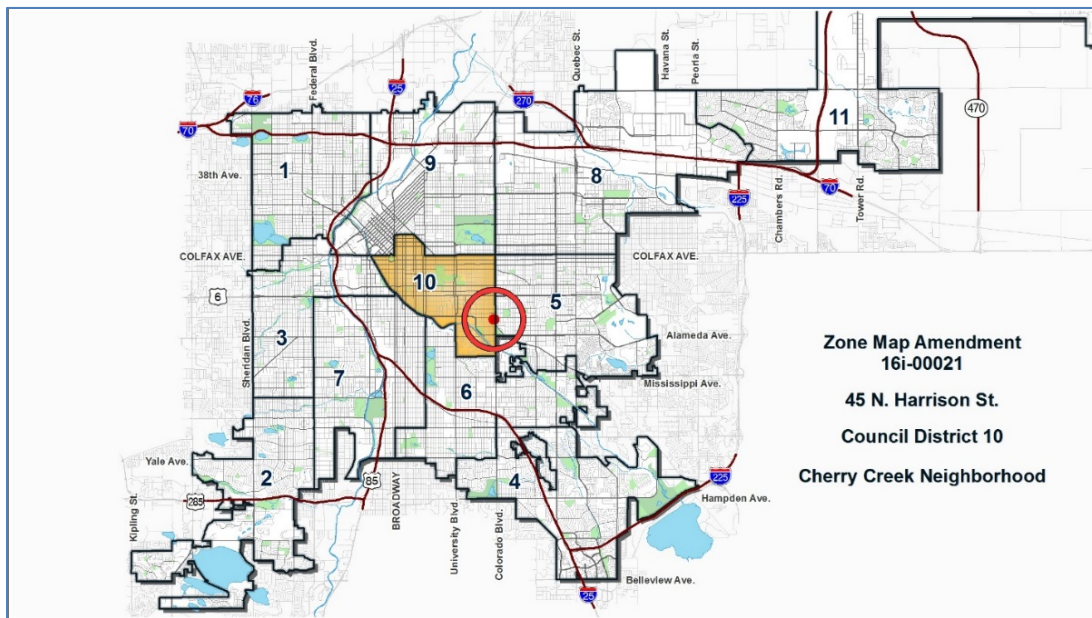 Federal Blvd.
Quebec St.
Havana St.
Peoria St.
76
25
270
70
470
11
1
9
8
38th Ave.
225
Chambers Rd.
70
Tower Rd.
COLFAX AVE.
COLFAX AVE.
10
6
5
3
Sheridan Blvd.
Alameda Ave.
7
6
Mississippi Ave.
Yale Ave.
2
85
4
225
Kipling St.
285
BROADWAY
University Blvd
Colorado Blvd.
Hampden Ave.
Belleview Ave.
25
Zone Map Amendment
16i-00021
45 N. Harrison St.
Council District 10
Cherry Creek Neighborhood